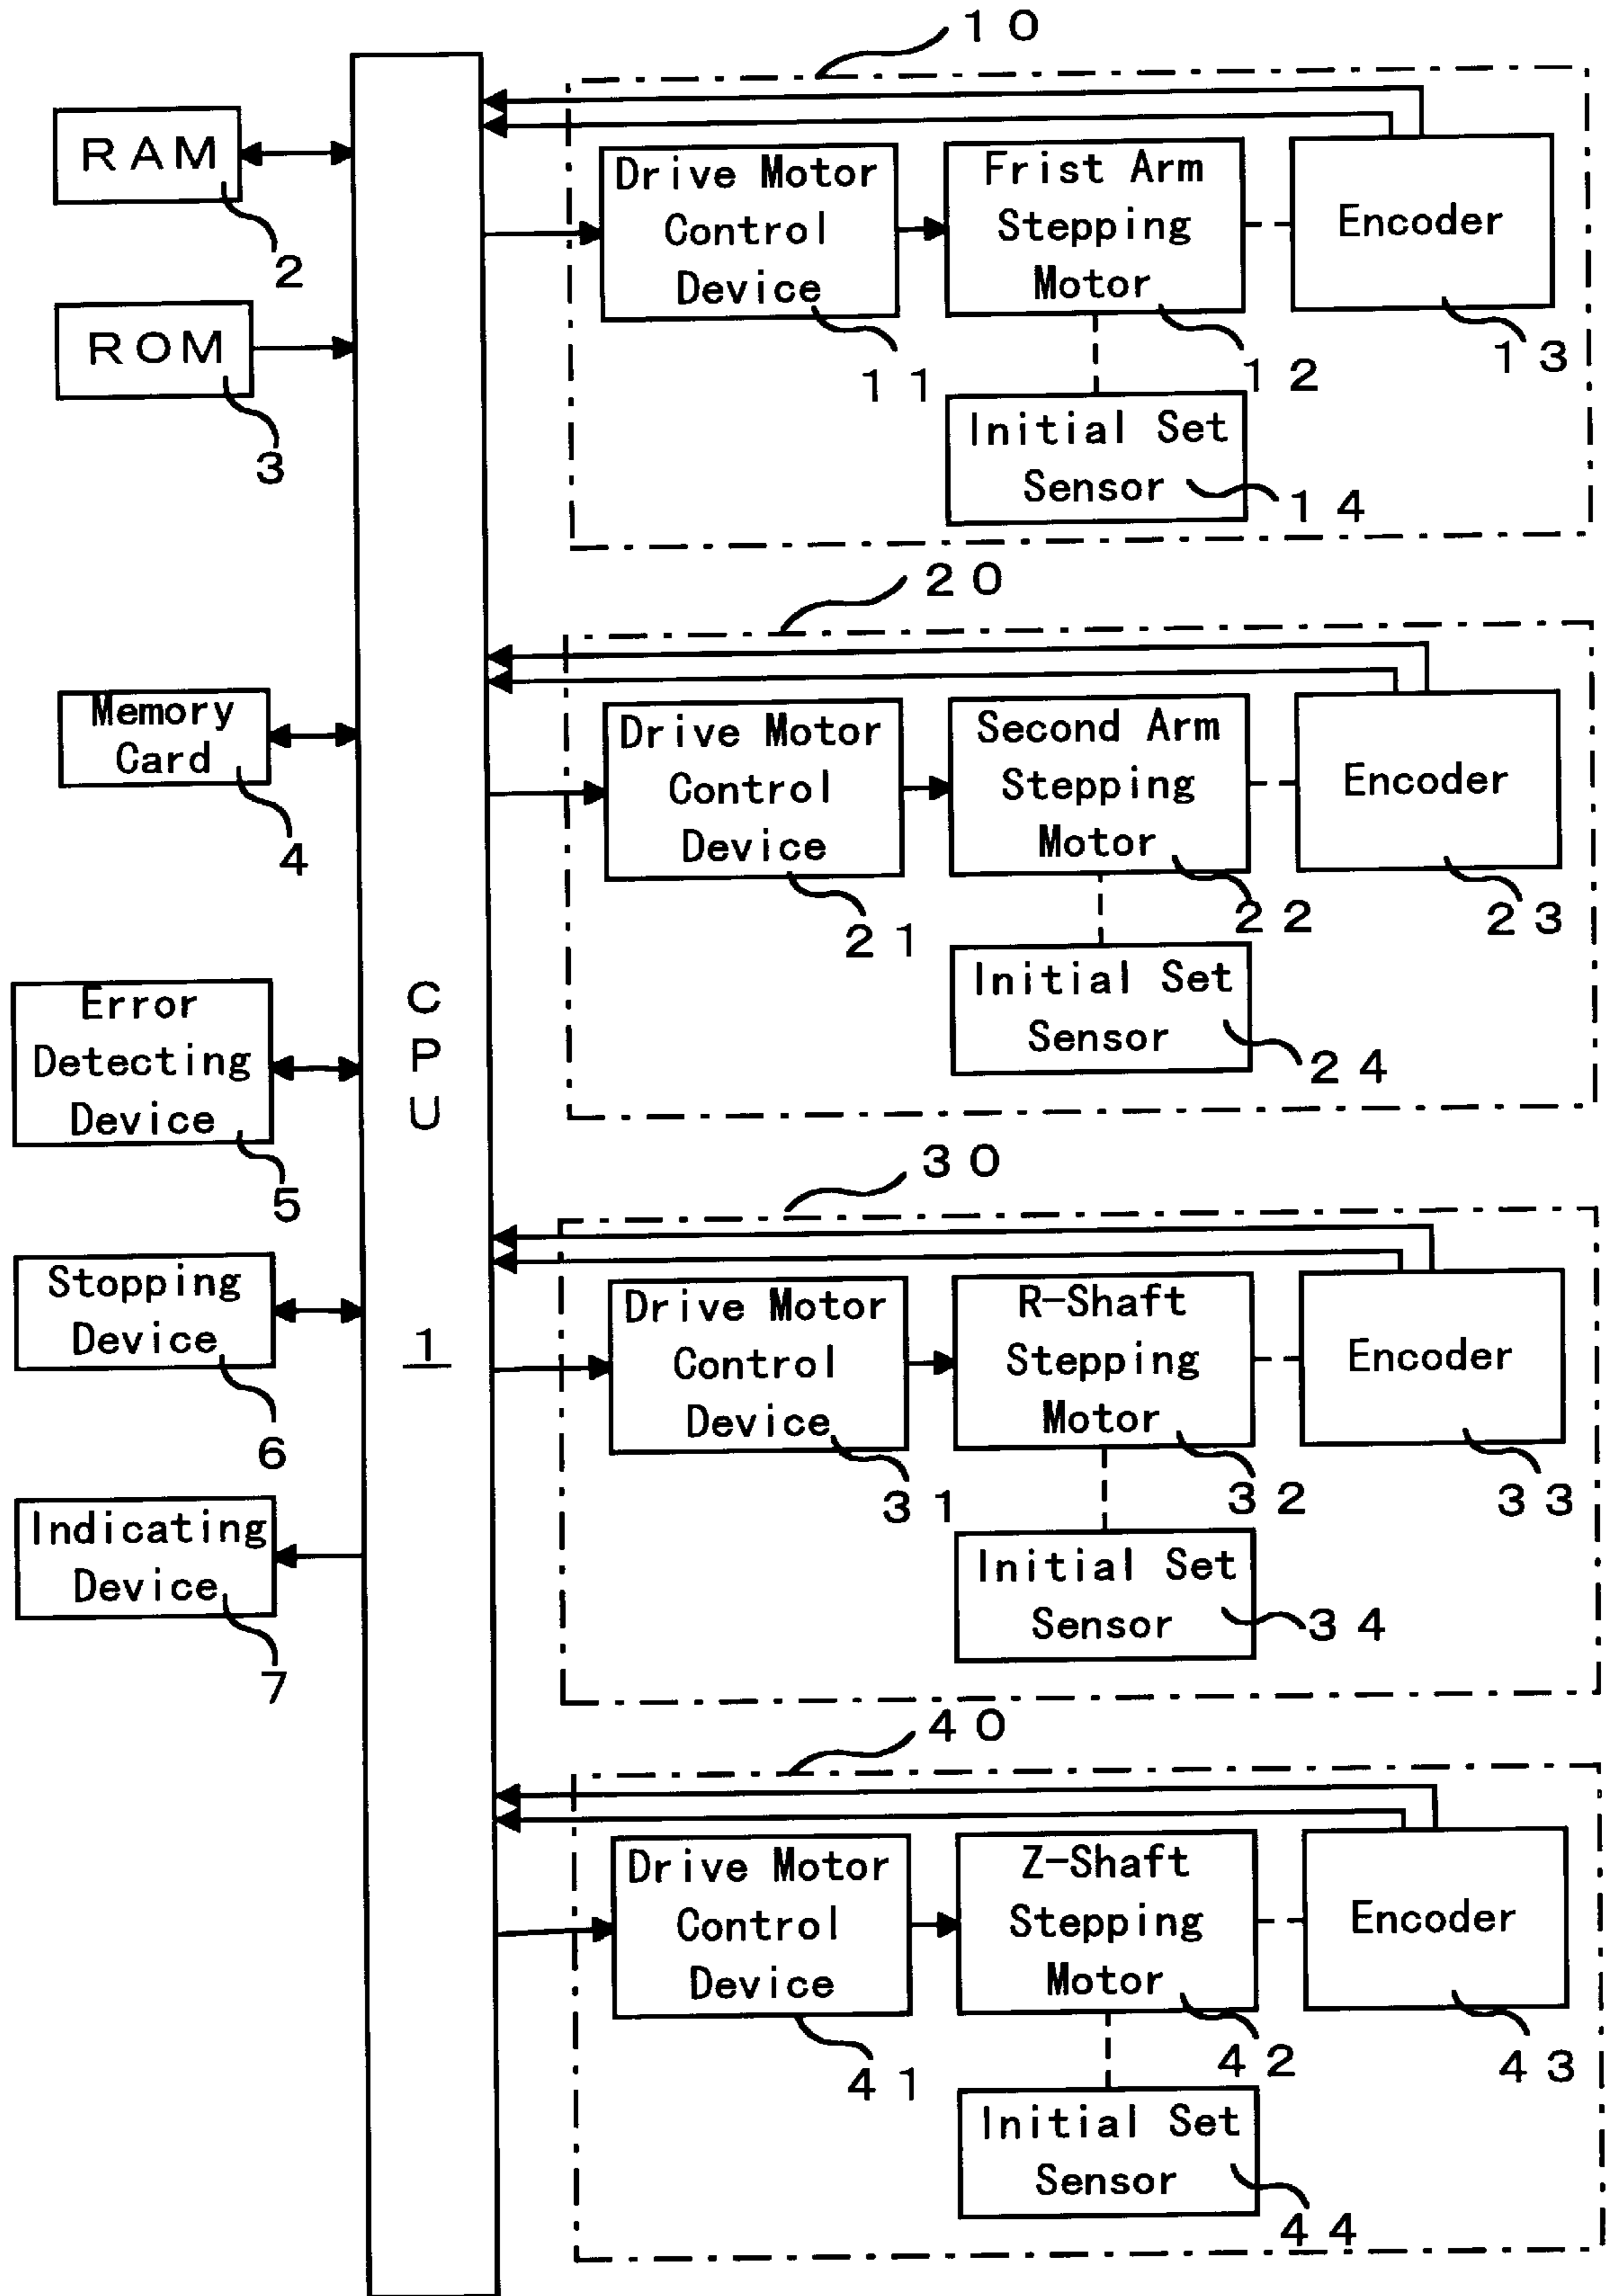 10
RAM
2
ROM
3
Memory
Card
4
Error
Detecting
Device
5
Stopping
Device
6
Indicating
Device
7
CPU
1
Drive Motor
Control
Device
11
Frist Arm
Stepping
Motor
12
Encoder
13
Initial Set
Sensor
14
20
Drive Motor
Control
Device
21
Second Arm
Stepping
Motor
22
Encoder
23
Initial Set
Sensor
24
30
Drive Motor
Control
Device
31
R-Shaft
Stepping
Motor
32
Encoder
33
Initial Set
Sensor
34
40
Drive Motor
Control
Device
41
Z-Shaft
Stepping
Motor
42
Encoder
43
Initial Set
Sensor
44